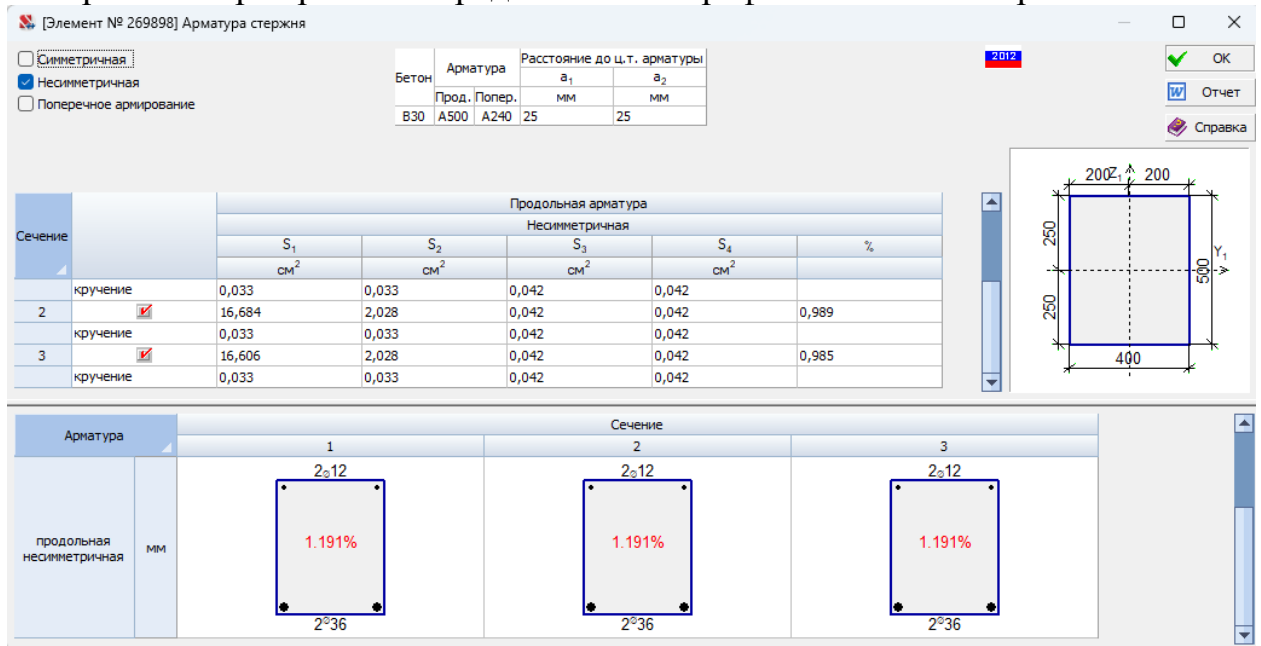 [Элемент № 269898] Арматура стержня
Симметричная
Несимметричная
Поперечное армирование
Бетон Арматура Расстояние до ц.т. арматуры
a1 a2
Прод. Попер. мм мм
B30 A500 A240 25 25
2012
OK
Отчет
Справка
Сечение Продольная арматура
Несимметричная
S1 S2 S3 S4 %
см2 см2 см2 см2
кручение 0,033 0,033 0,042 0,042
2 16,684 2,028 0,042 0,042 0,989
кручение 0,033 0,033 0,042 0,042
3 16,606 2,028 0,042 0,042 0,985
кручение 0,033 0,033 0,042 0,042
200 Z1 200
250
Y1
500
250
400
Арматура Сечение
1 2 3
2⌀12 2⌀12 2⌀12
продольная несимметричная мм 1.191% 1.191% 1.191%
2⌀36 2⌀36 2⌀36